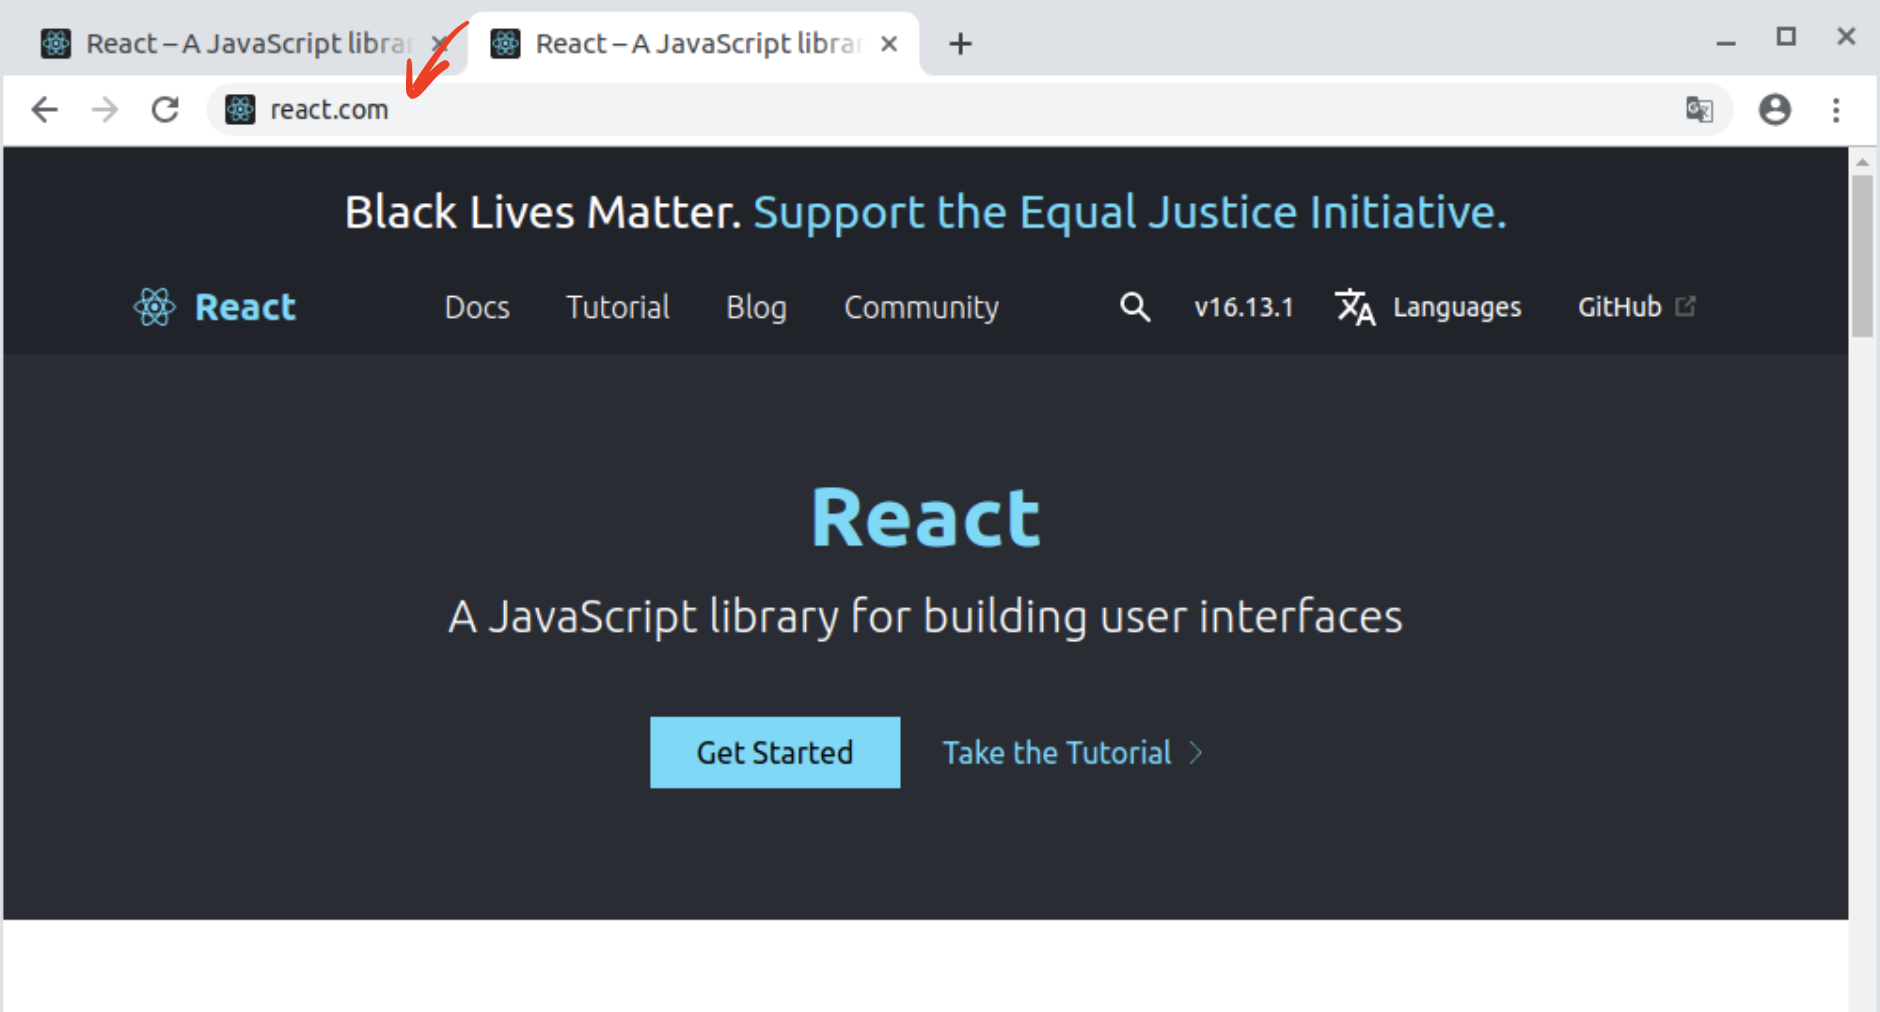 React – A JavaScript librar
React – A JavaScript librar
react.com
Black Lives Matter. Support the Equal Justice Initiative.
React Docs Tutorial Blog Community v16.13.1 Languages GitHub
React
A JavaScript library for building user interfaces
Get Started Take the Tutorial